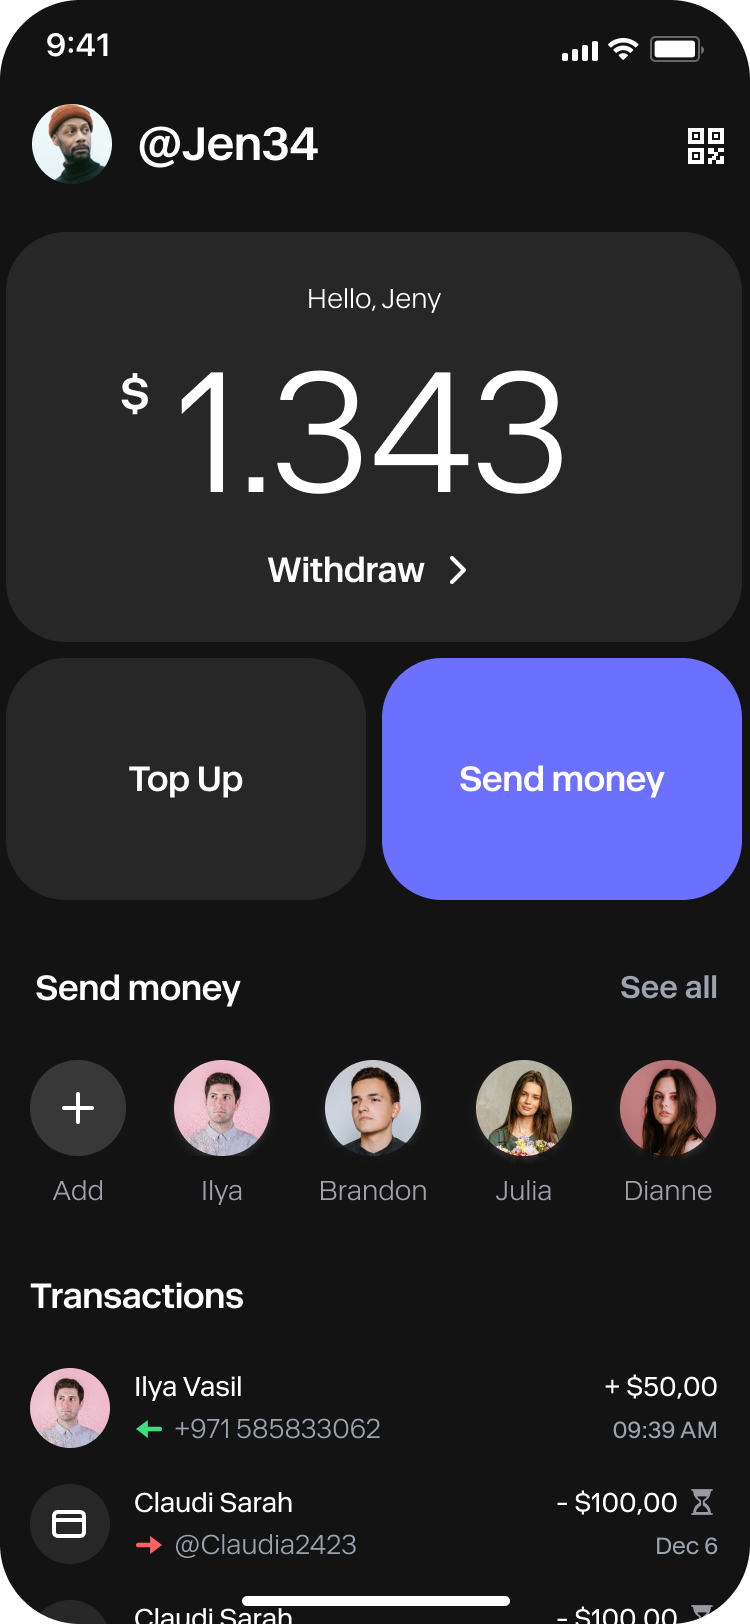 9:41
@Jen34
Hello, Jeny
$ 1.343
Withdraw
Top Up
Send money
Send money
See all
Add
Ilya
Brandon
Julia
Dianne
Transactions
Ilya Vasil
+ $50,00
+971 585833062
09:39 AM
Claudi Sarah
- $100,00
@Claudia2423
Dec 6
Claudi Sarah
- $100,00